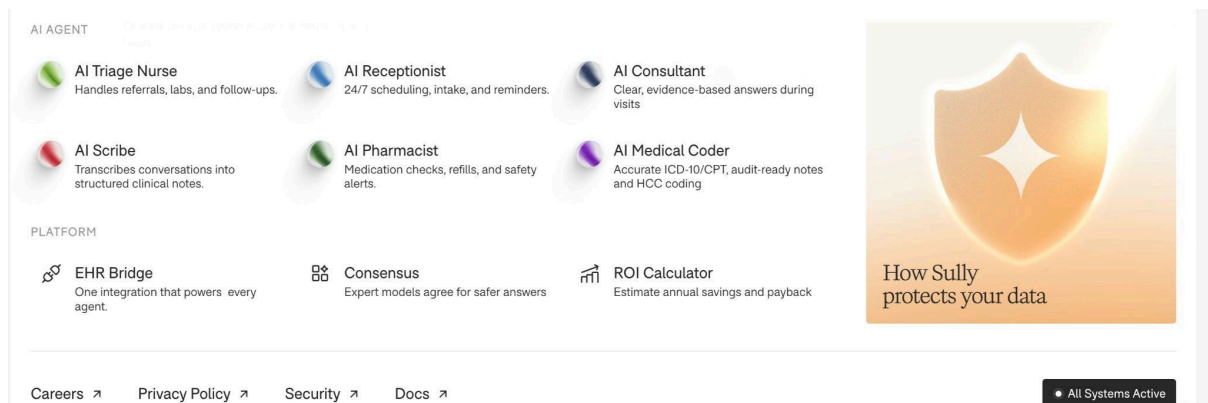 AI AGENT
AI Triage Nurse
Handles referrals, labs, and follow-ups.
AI Receptionist
24/7 scheduling, intake, and reminders.
AI Consultant
Clear, evidence-based answers during
visits
AI Scribe
Transcribes conversations into
structured clinical notes.
AI Pharmacist
Medication checks, refills, and safety
alerts.
AI Medical Coder
Accurate ICD-10/CPT, audit-ready notes
and HCC coding
PLATFORM
EHR Bridge
One integration that powers every
agent.
Consensus
Expert models agree for safer answers
ROI Calculator
Estimate annual savings and payback
How Sully
protects your data
Careers ↗
Privacy Policy ↗
Security ↗
Docs ↗
All Systems Active